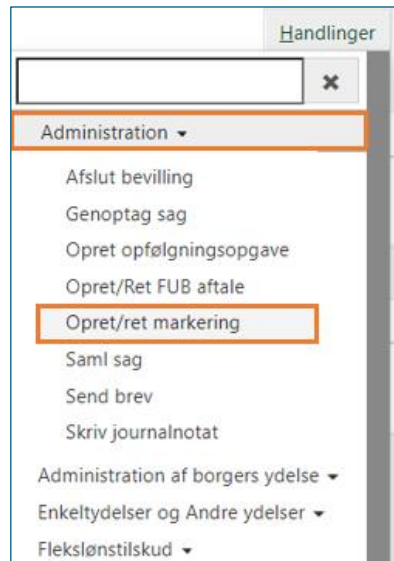 Handlinger
Administration
Afslut bevilling
Genoptag sag
Opret opfølgningsopgave
Opret/Ret FUB aftale
Opret/ret markering
Saml sag
Send brev
Skriv journalnotat
Administration af borgers ydelse
Enkeltydelser og Andre ydelser
Flekslønstilskud